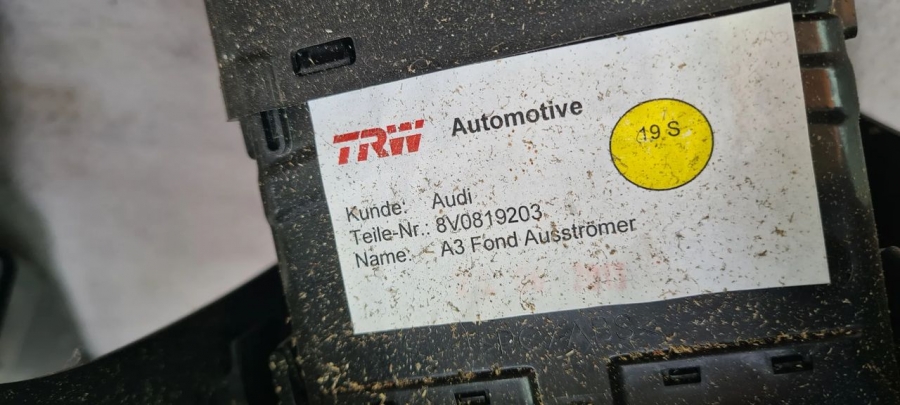 TRW Automotive
19 S
Kunde: Audi
Teile-Nr.: 8V0819203
Name: A3 Fond Ausströmer